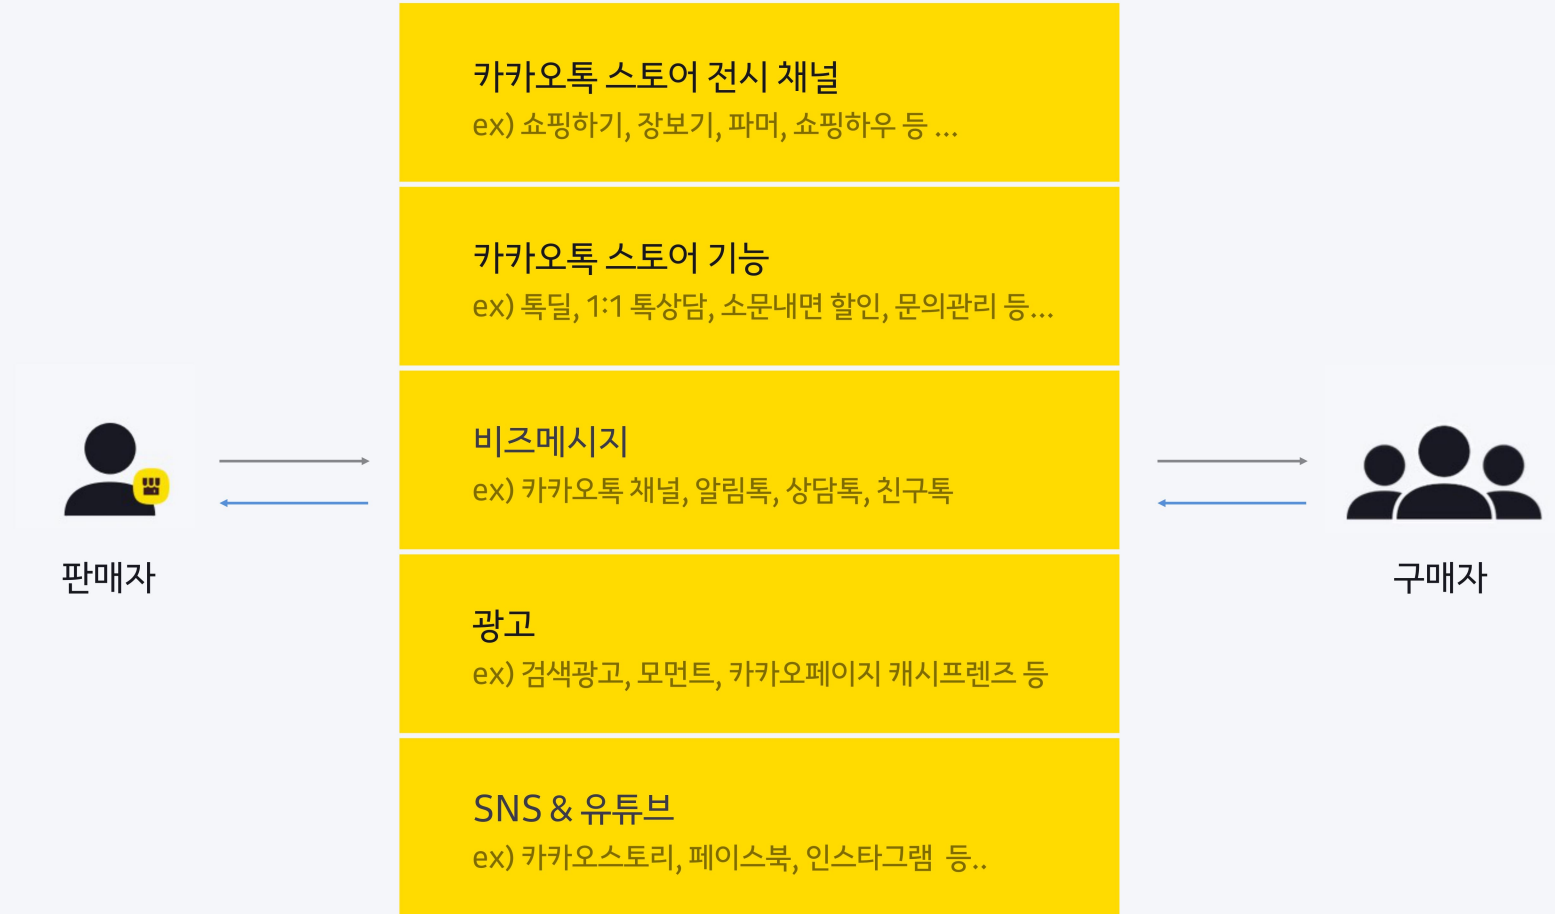 카카오톡 스토어 전시 채널
ex) 쇼핑하기, 장보기, 파머, 쇼핑하우 등 ...
카카오톡 스토어 기능
ex) 톡딜, 1:1 톡상담, 소문내면 할인, 문의관리 등...
비즈메시지
ex) 카카오톡 채널, 알림톡, 상담톡, 친구톡
판매자
구매자
광고
ex) 검색광고, 모먼트, 카카오페이지 캐시프렌즈 등
SNS & 유튜브
ex) 카카오스토리, 페이스북, 인스타그램 등..